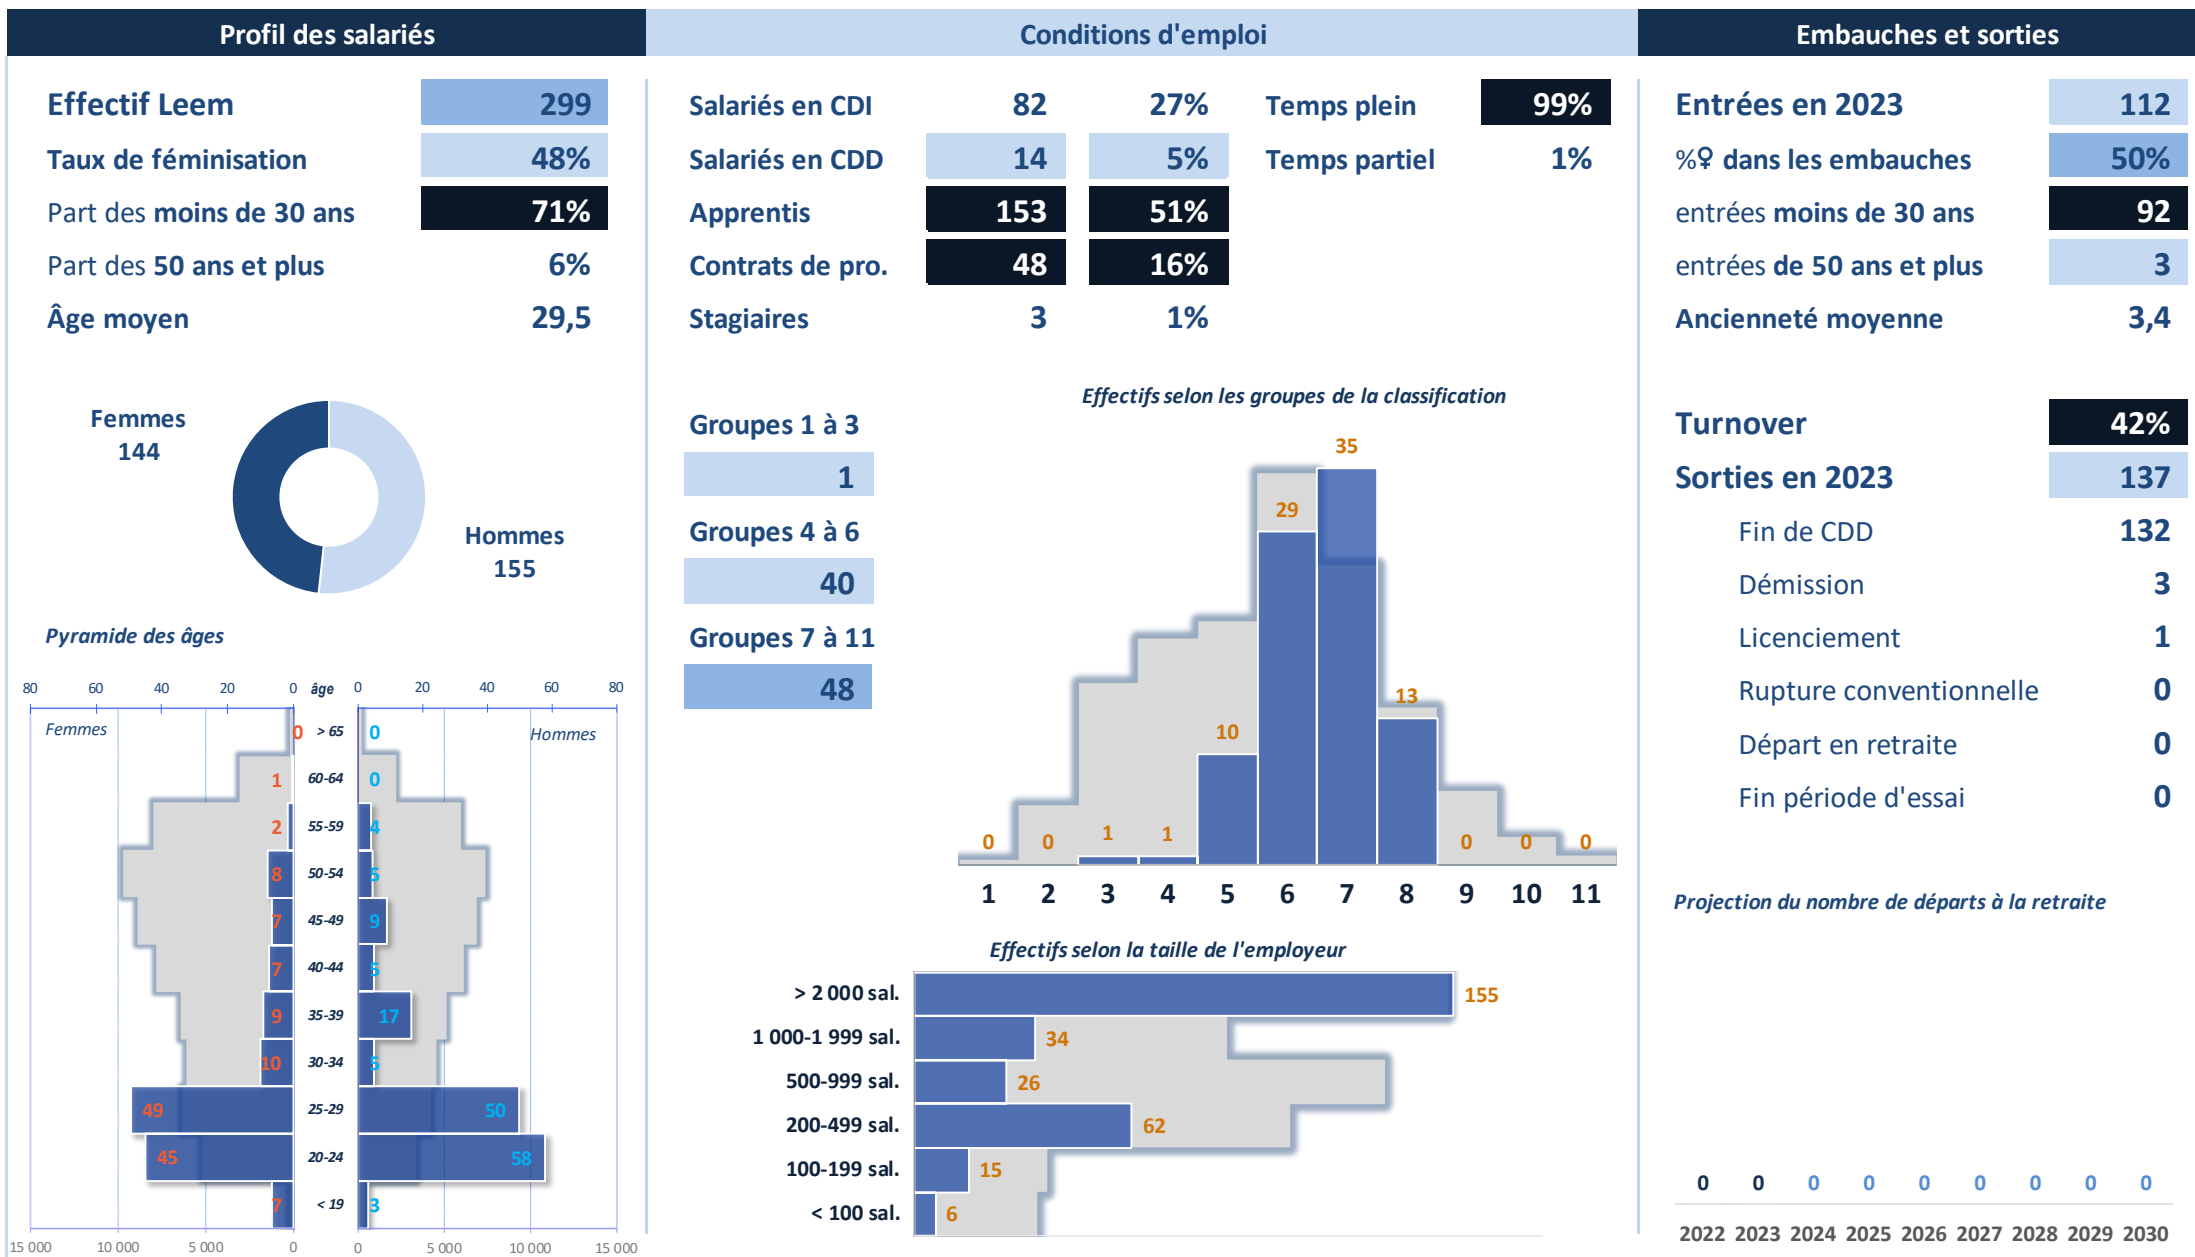 Profil des salariés
Effectif Leem 299
Taux de féminisation 48%
Part des moins de 30 ans 71%
Part des 50 ans et plus 6%
Âge moyen 29,5
Femmes
144
Hommes
155
Pyramide des âges
80 60 40 20 0 âge 0 20 40 60 80
Femmes Hommes
0 > 65 0
1 60-64 0
2 55-59 4
8 50-54 5
7 45-49 9
7 40-44 5
9 35-39 17
10 30-34 5
49 25-29 50
45 20-24 58
7 < 19 3
15 000 10 000 5 000 0 0 5 000 10 000 15 000
Conditions d'emploi
Salariés en CDI 82 27% Temps plein 99%
Salariés en CDD 14 5% Temps partiel 1%
Apprentis 153 51%
Contrats de pro. 48 16%
Stagiaires 3 1%
Groupes 1 à 3
1
Groupes 4 à 6
40
Groupes 7 à 11
48
Effectifs selon les groupes de la classification
0 0 1 1 10 29 35 13 0 0 0
1 2 3 4 5 6 7 8 9 10 11
Effectifs selon la taille de l'employeur
> 2 000 sal. 155
1 000-1 999 sal. 34
500-999 sal. 26
200-499 sal. 62
100-199 sal. 15
< 100 sal. 6
Embauches et sorties
Entrées en 2023 112
%♀ dans les embauches 50%
entrées moins de 30 ans 92
entrées de 50 ans et plus 3
Ancienneté moyenne 3,4
Turnover 42%
Sorties en 2023 137
Fin de CDD 132
Démission 3
Licenciement 1
Rupture conventionnelle 0
Départ en retraite 0
Fin période d'essai 0
Projection du nombre de départs à la retraite
0 0 0 0 0 0 0 0 0
2022 2023 2024 2025 2026 2027 2028 2029 2030